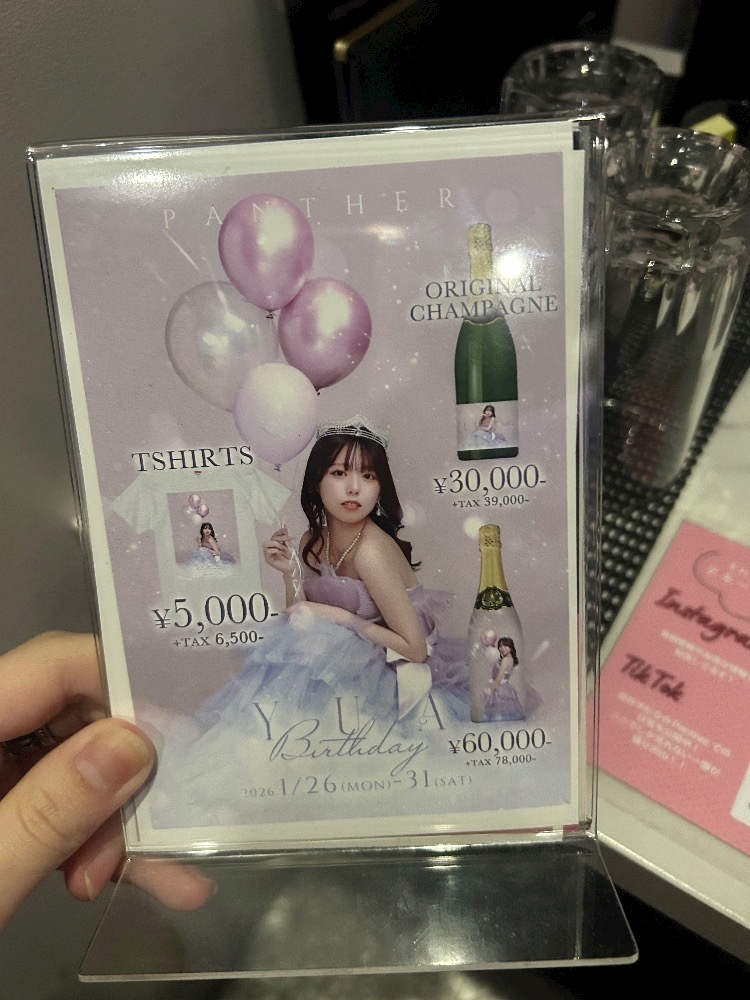 PANTHER
ORIGINAL
CHAMPAGNE
¥30,000-
+TAX 39,000-
TSHIRTS
¥5,000-
+TAX 6,500-
YUA
Birthday
¥60,000-
+TAX 78,000-
2026.1/26(MON)-31(SAT)
Instagra
TikTok